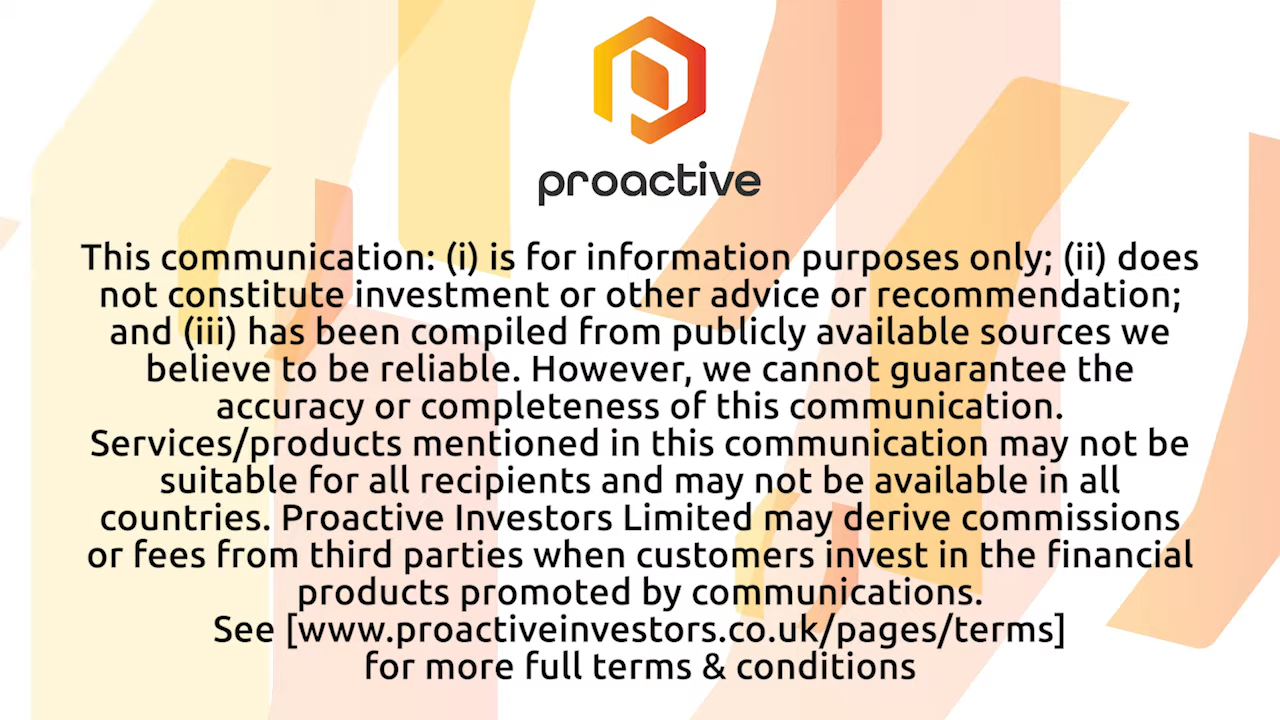 proactive
This communication: (i) is for information purposes only; (ii) does
not constitute investment or other advice or recommendation;
and (iii) has been compiled from publicly available sources we
believe to be reliable. However, we cannot guarantee the
accuracy or completeness of this communication.
Services/products mentioned in this communication may not be
suitable for all recipients and may not be available in all
countries. Proactive Investors Limited may derive commissions
or fees from third parties when customers invest in the financial
products promoted by communications.
See [www.proactiveinvestors.co.uk/pages/terms]
for more full terms & conditions